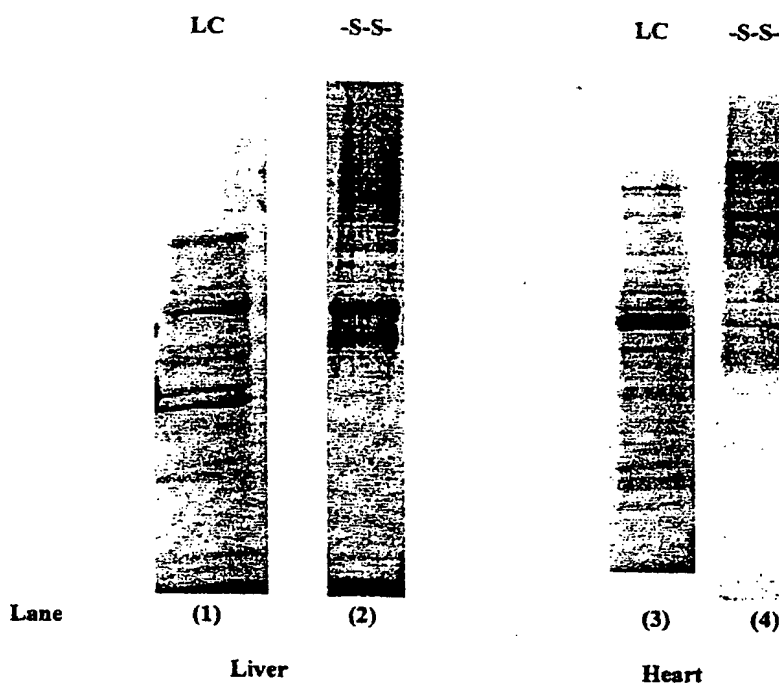 LC -S-S- LC -S-S-
Lane (1) (2) (3) (4)
Liver Heart